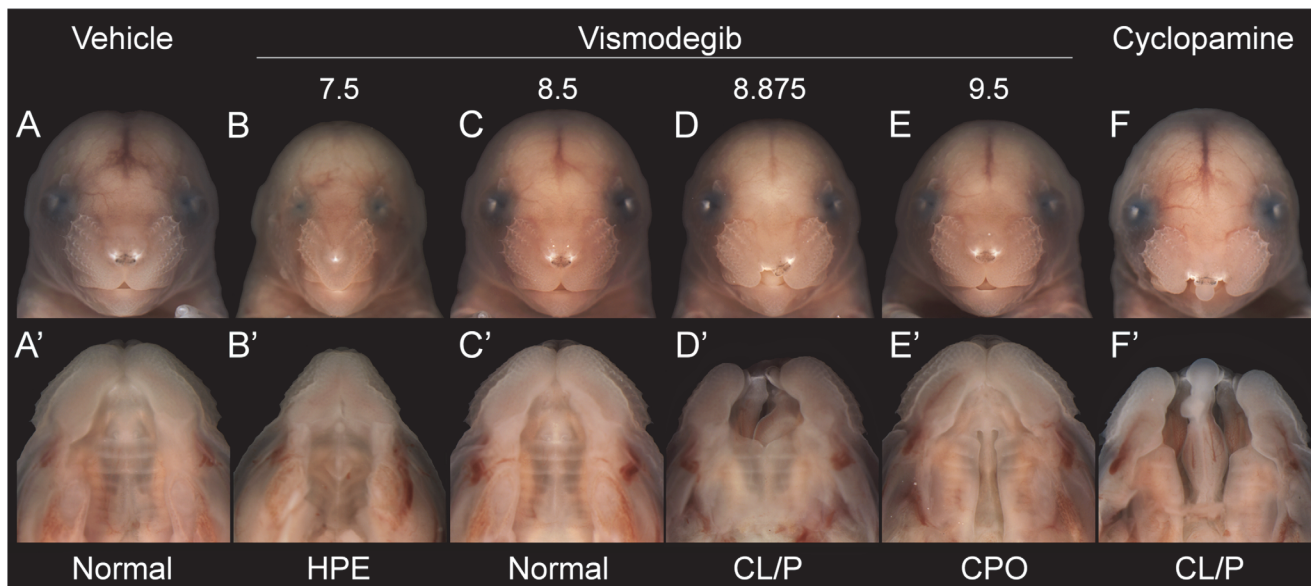 Vehicle Vismodegib Cyclopamine
7.5 8.5 8.875 9.5
A B C D E F
A' B' C' D' E' F'
Normal HPE Normal CL/P CPO CL/P